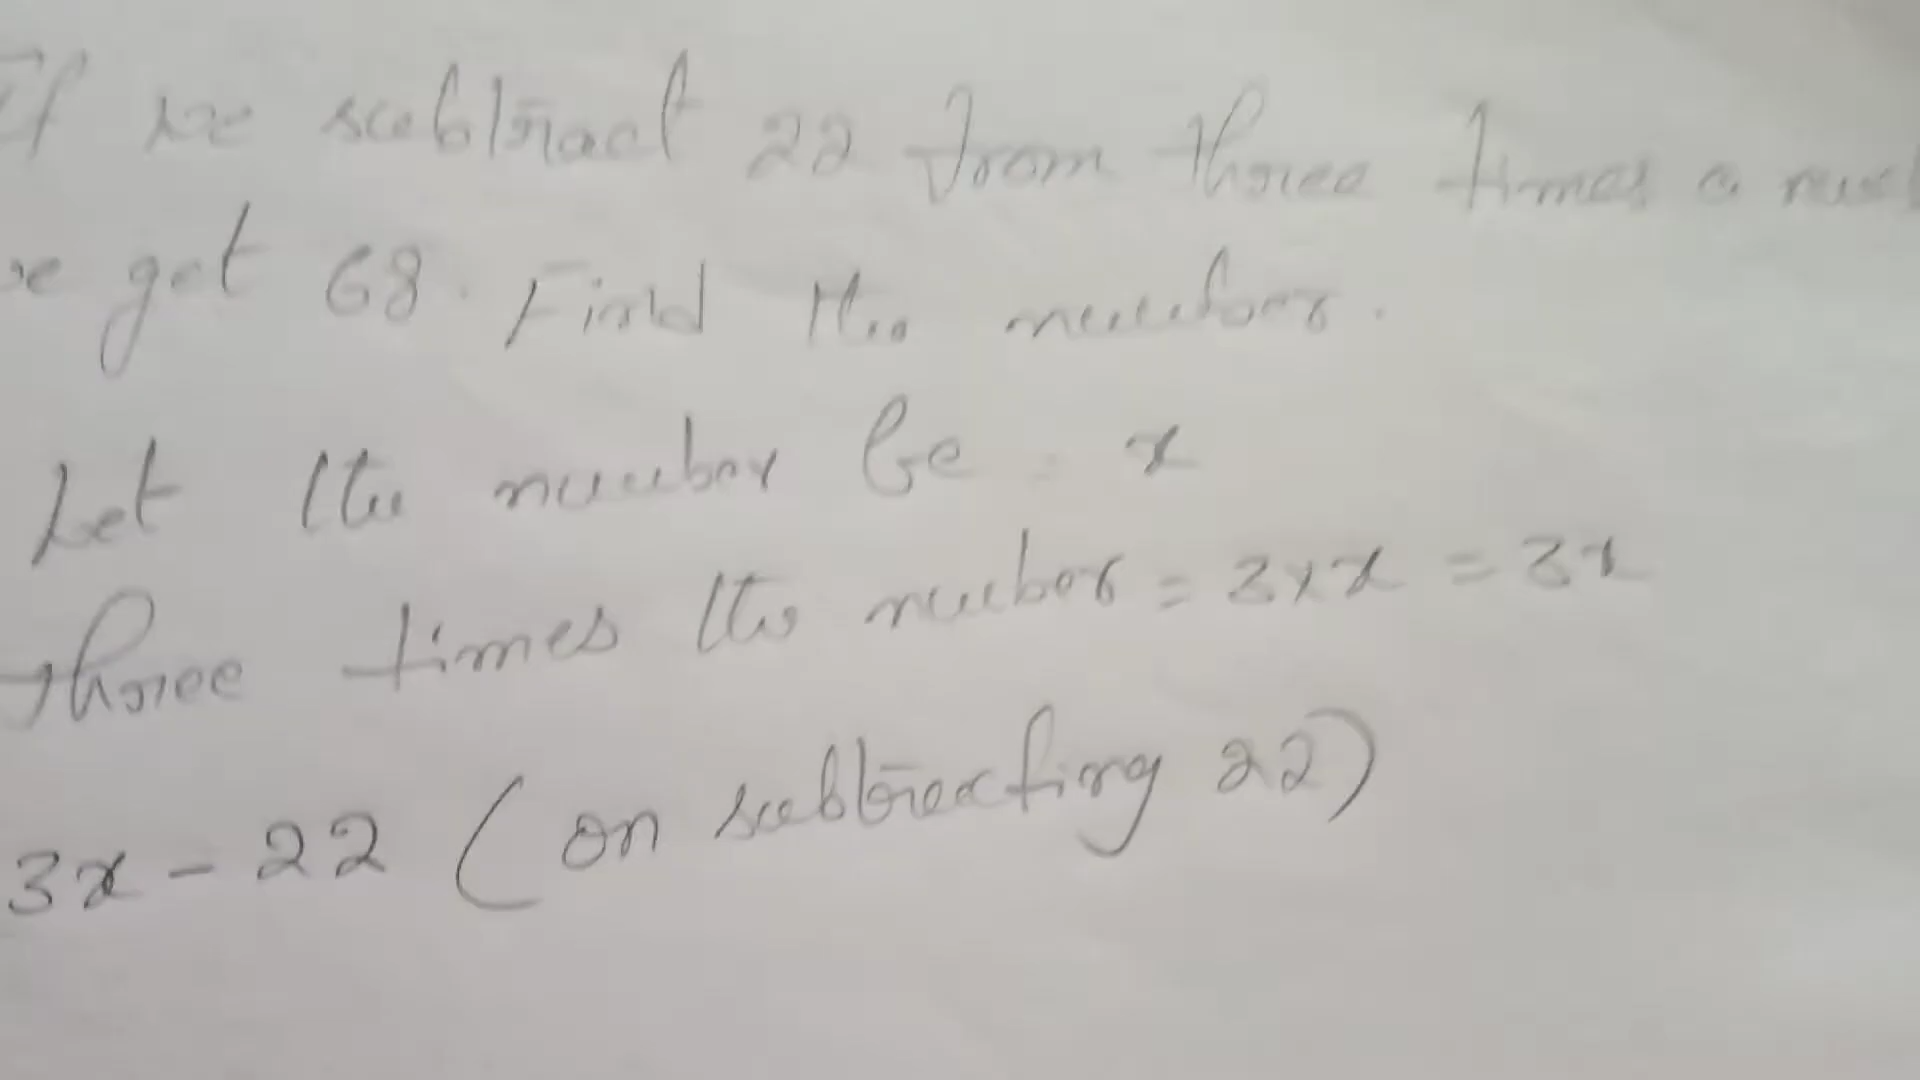 If we subtract 22 from three times a
we get 68. Find the number.
Let the number be = x
three times the number = 3×x = 3x
3x - 22 (on subtracting 22)